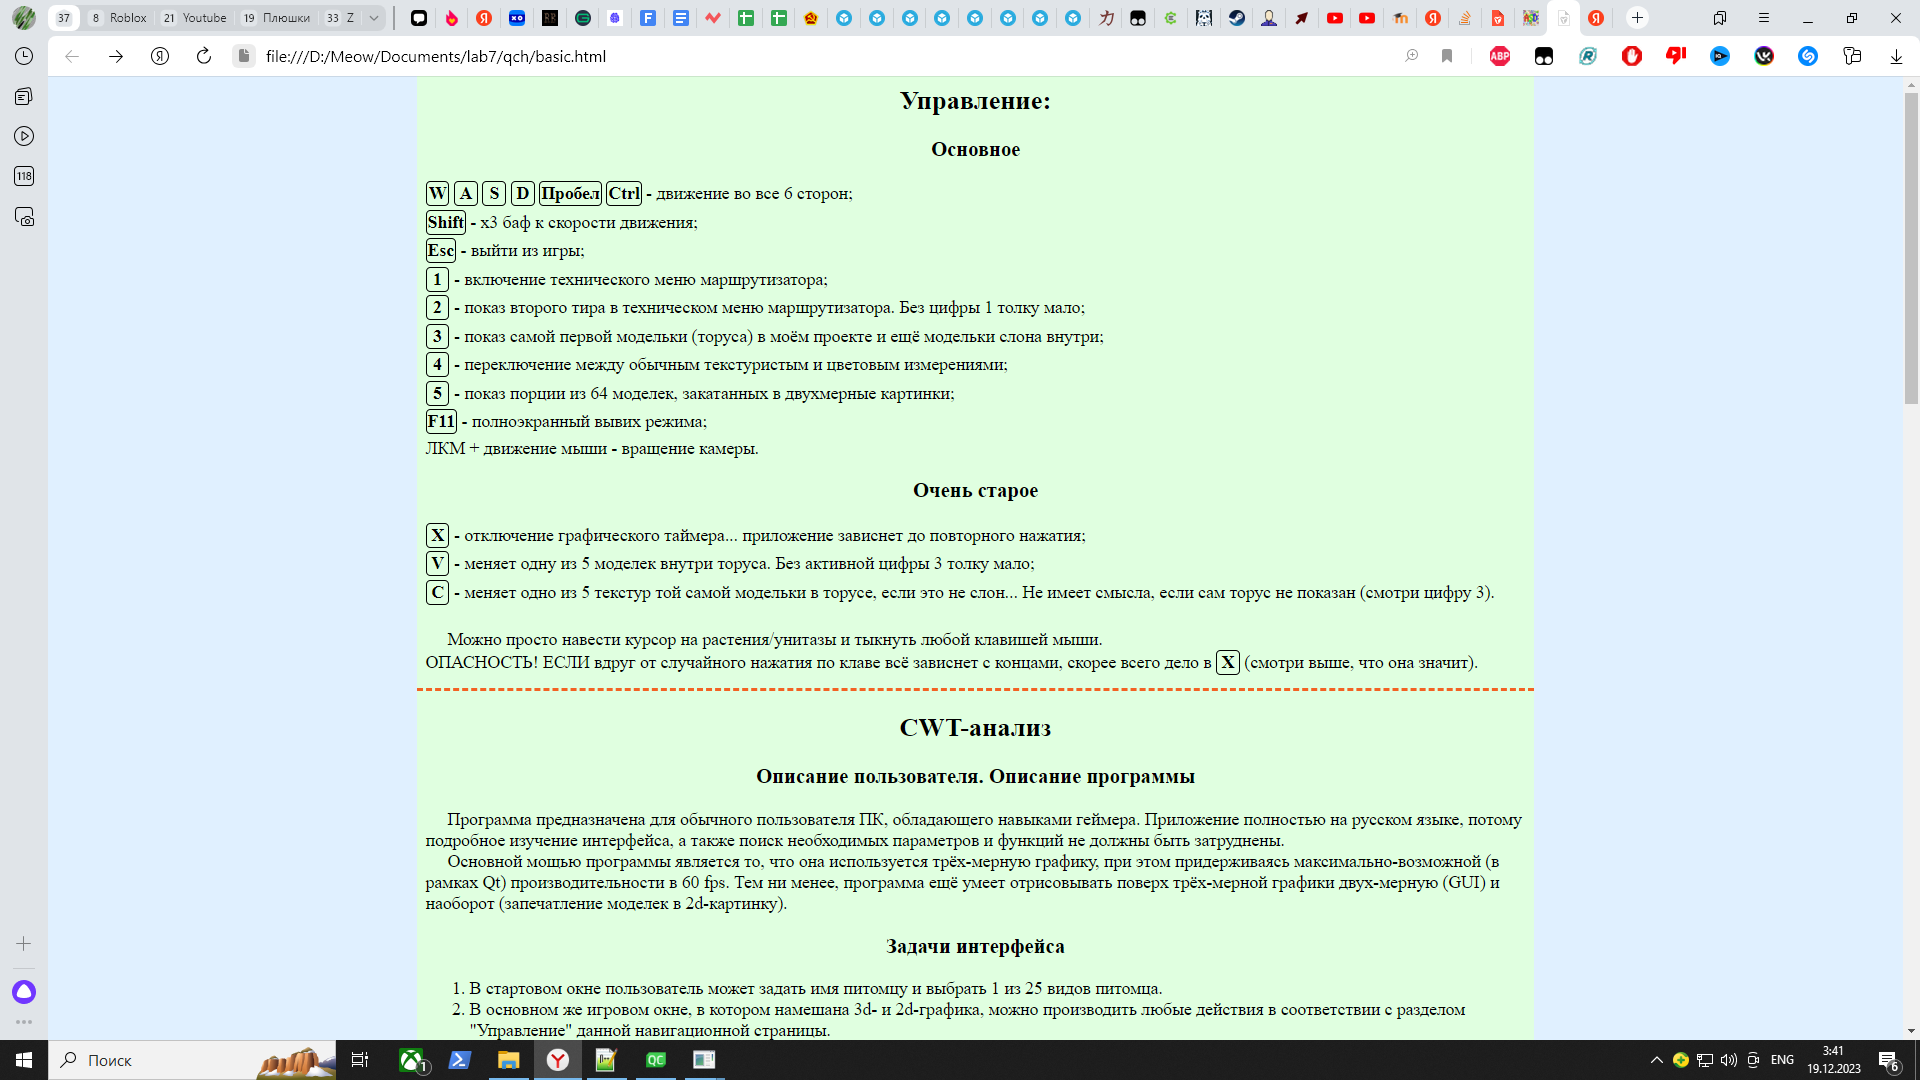 37
8 Roblox
21 Youtube
19 Плюшки
33 Z
file:///D:/Meow/Documents/lab7/qch/basic.html
ABP
118
Управление:
Основное
W A S D Пробел Ctrl - движение во все 6 сторон;
Shift - x3 баф к скорости движения;
Esc - выйти из игры;
1 - включение технического меню маршрутизатора;
2 - показ второго тира в техническом меню маршрутизатора. Без цифры 1 толку мало;
3 - показ самой первой модельки (торуса) в моём проекте и ещё модельки слона внутри;
4 - переключение между обычным текстуристым и цветовым измерениями;
5 - показ порции из 64 моделек, закатанных в двухмерные картинки;
F11 - полноэкранный вывих режима;
ЛКМ + движение мыши - вращение камеры.
Очень старое
X - отключение графического таймера... приложение зависнет до повторного нажатия;
V - меняет одну из 5 моделек внутри торуса. Без активной цифры 3 толку мало;
C - меняет одно из 5 текстур той самой модельки в торусе, если это не слон... Не имеет смысла, если сам торус не показан (смотри цифру 3).
Можно просто навести курсор на растения/унитазы и тыкнуть любой клавишей мыши.
ОПАСНОСТЬ! ЕСЛИ вдруг от случайного нажатия по клаве всё зависнет с концами, скорее всего дело в X (смотри выше, что она значит).
CWT-анализ
Описание пользователя. Описание программы
Программа предназначена для обычного пользователя ПК, обладающего навыками геймера. Приложение полностью на русском языке, потому
подробное изучение интерфейса, а также поиск необходимых параметров и функций не должны быть затруднены.
Основной мощью программы является то, что она используется трёх-мерную графику, при этом придерживаясь максимально-возможной (в
рамках Qt) производительности в 60 fps. Тем ни менее, программа ещё умеет отрисовывать поверх трёх-мерной графики двух-мерную (GUI) и
наоборот (запечатление моделек в 2d-картинку).
Задачи интерфейса
1. В стартовом окне пользователь может задать имя питомцу и выбрать 1 из 25 видов питомца.
2. В основном же игровом окне, в котором намешана 3d- и 2d-графика, можно производить любые действия в соответствии с разделом
"Управление" данной навигационной страницы.
Поиск
1
QC
ENG
3:41
19.12.2023
6